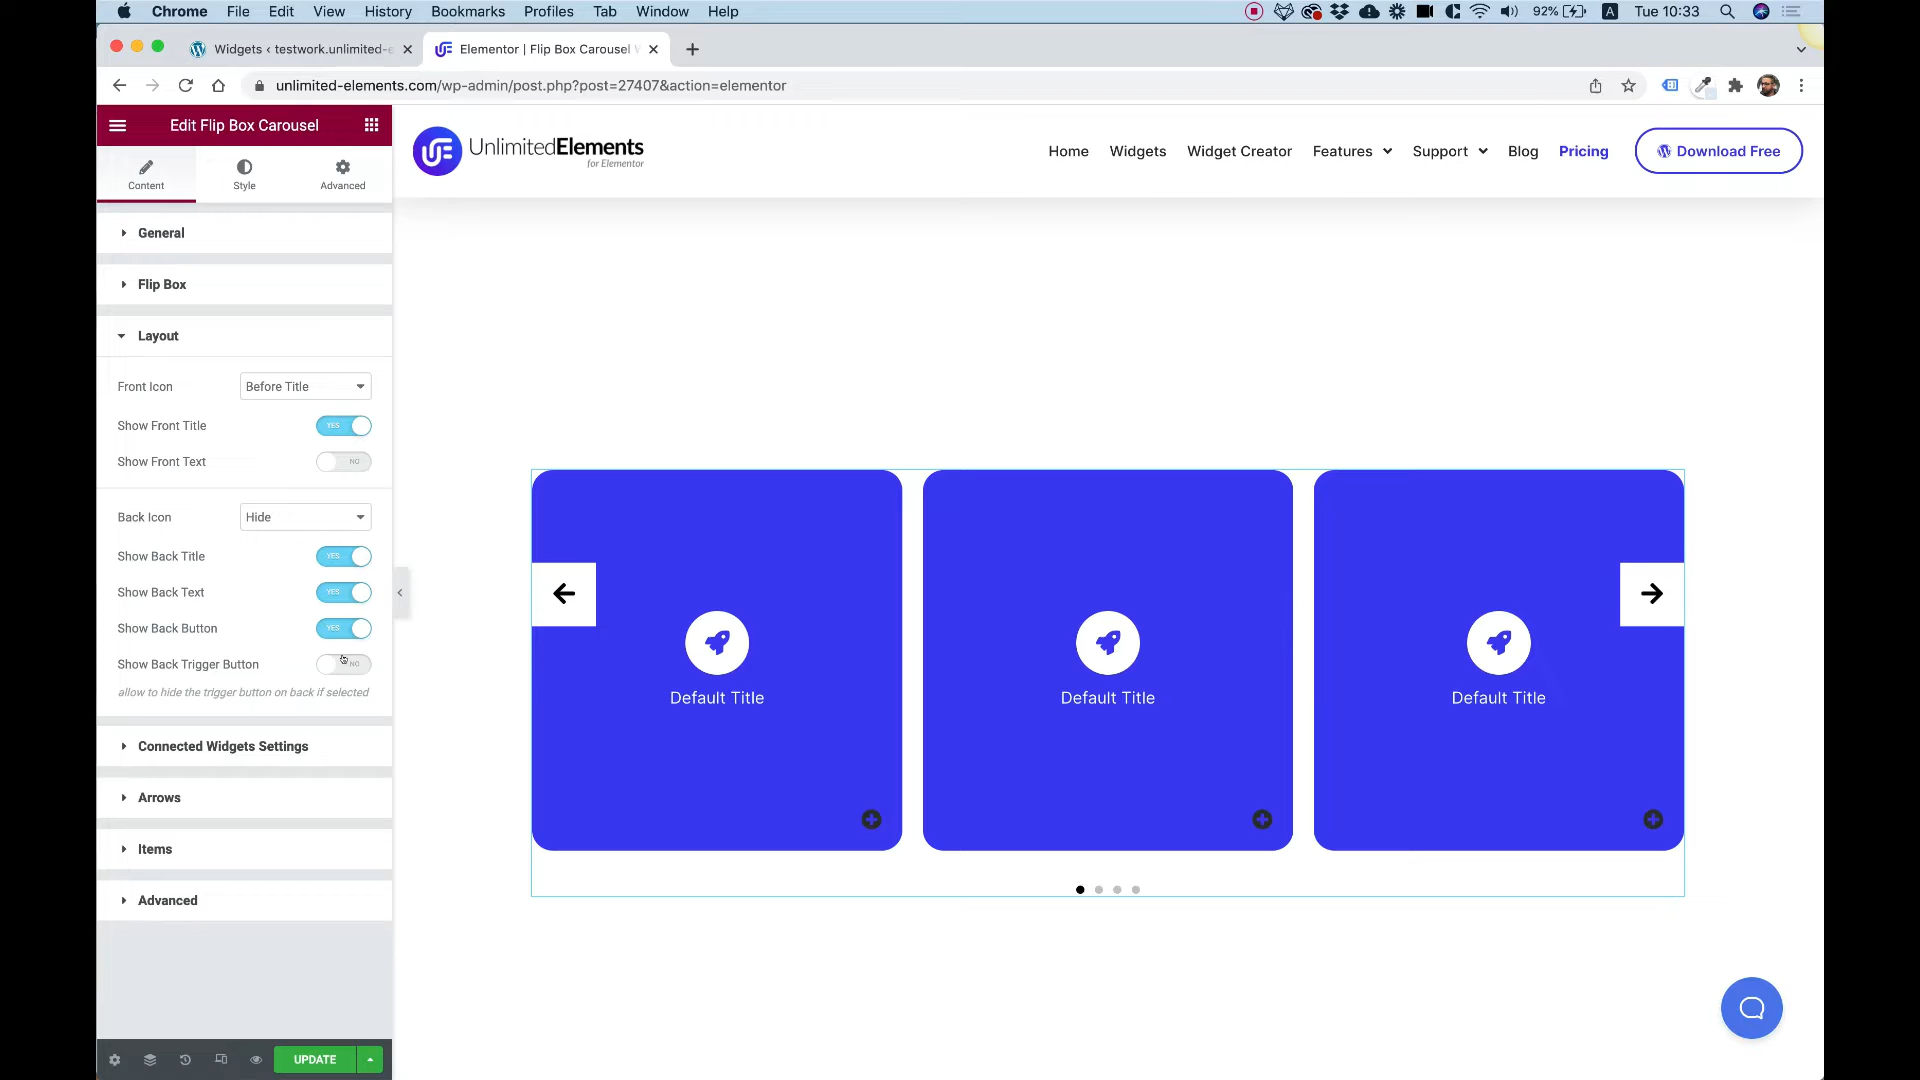 Chrome File Edit View History Bookmarks Profiles Tab Window Help 92% A Tue 10:33
Widgets ‹ testwork.unlimited-e Elementor | Flip Box Carousel
unlimited-elements.com/wp-admin/post.php?post=27407&action=elementor
Edit Flip Box Carousel
Content Style Advanced
General
Flip Box
Layout
Front Icon Before Title
Show Front Title YES
Show Front Text NO
Back Icon Hide
Show Back Title YES
Show Back Text YES
Show Back Button YES
Show Back Trigger Button NO
allow to hide the trigger button on back if selected
Connected Widgets Settings
Arrows
Items
Advanced
UPDATE
UnlimitedElements
for Elementor
Home Widgets Widget Creator Features Support Blog Pricing Download Free
Default Title Default Title Default Title